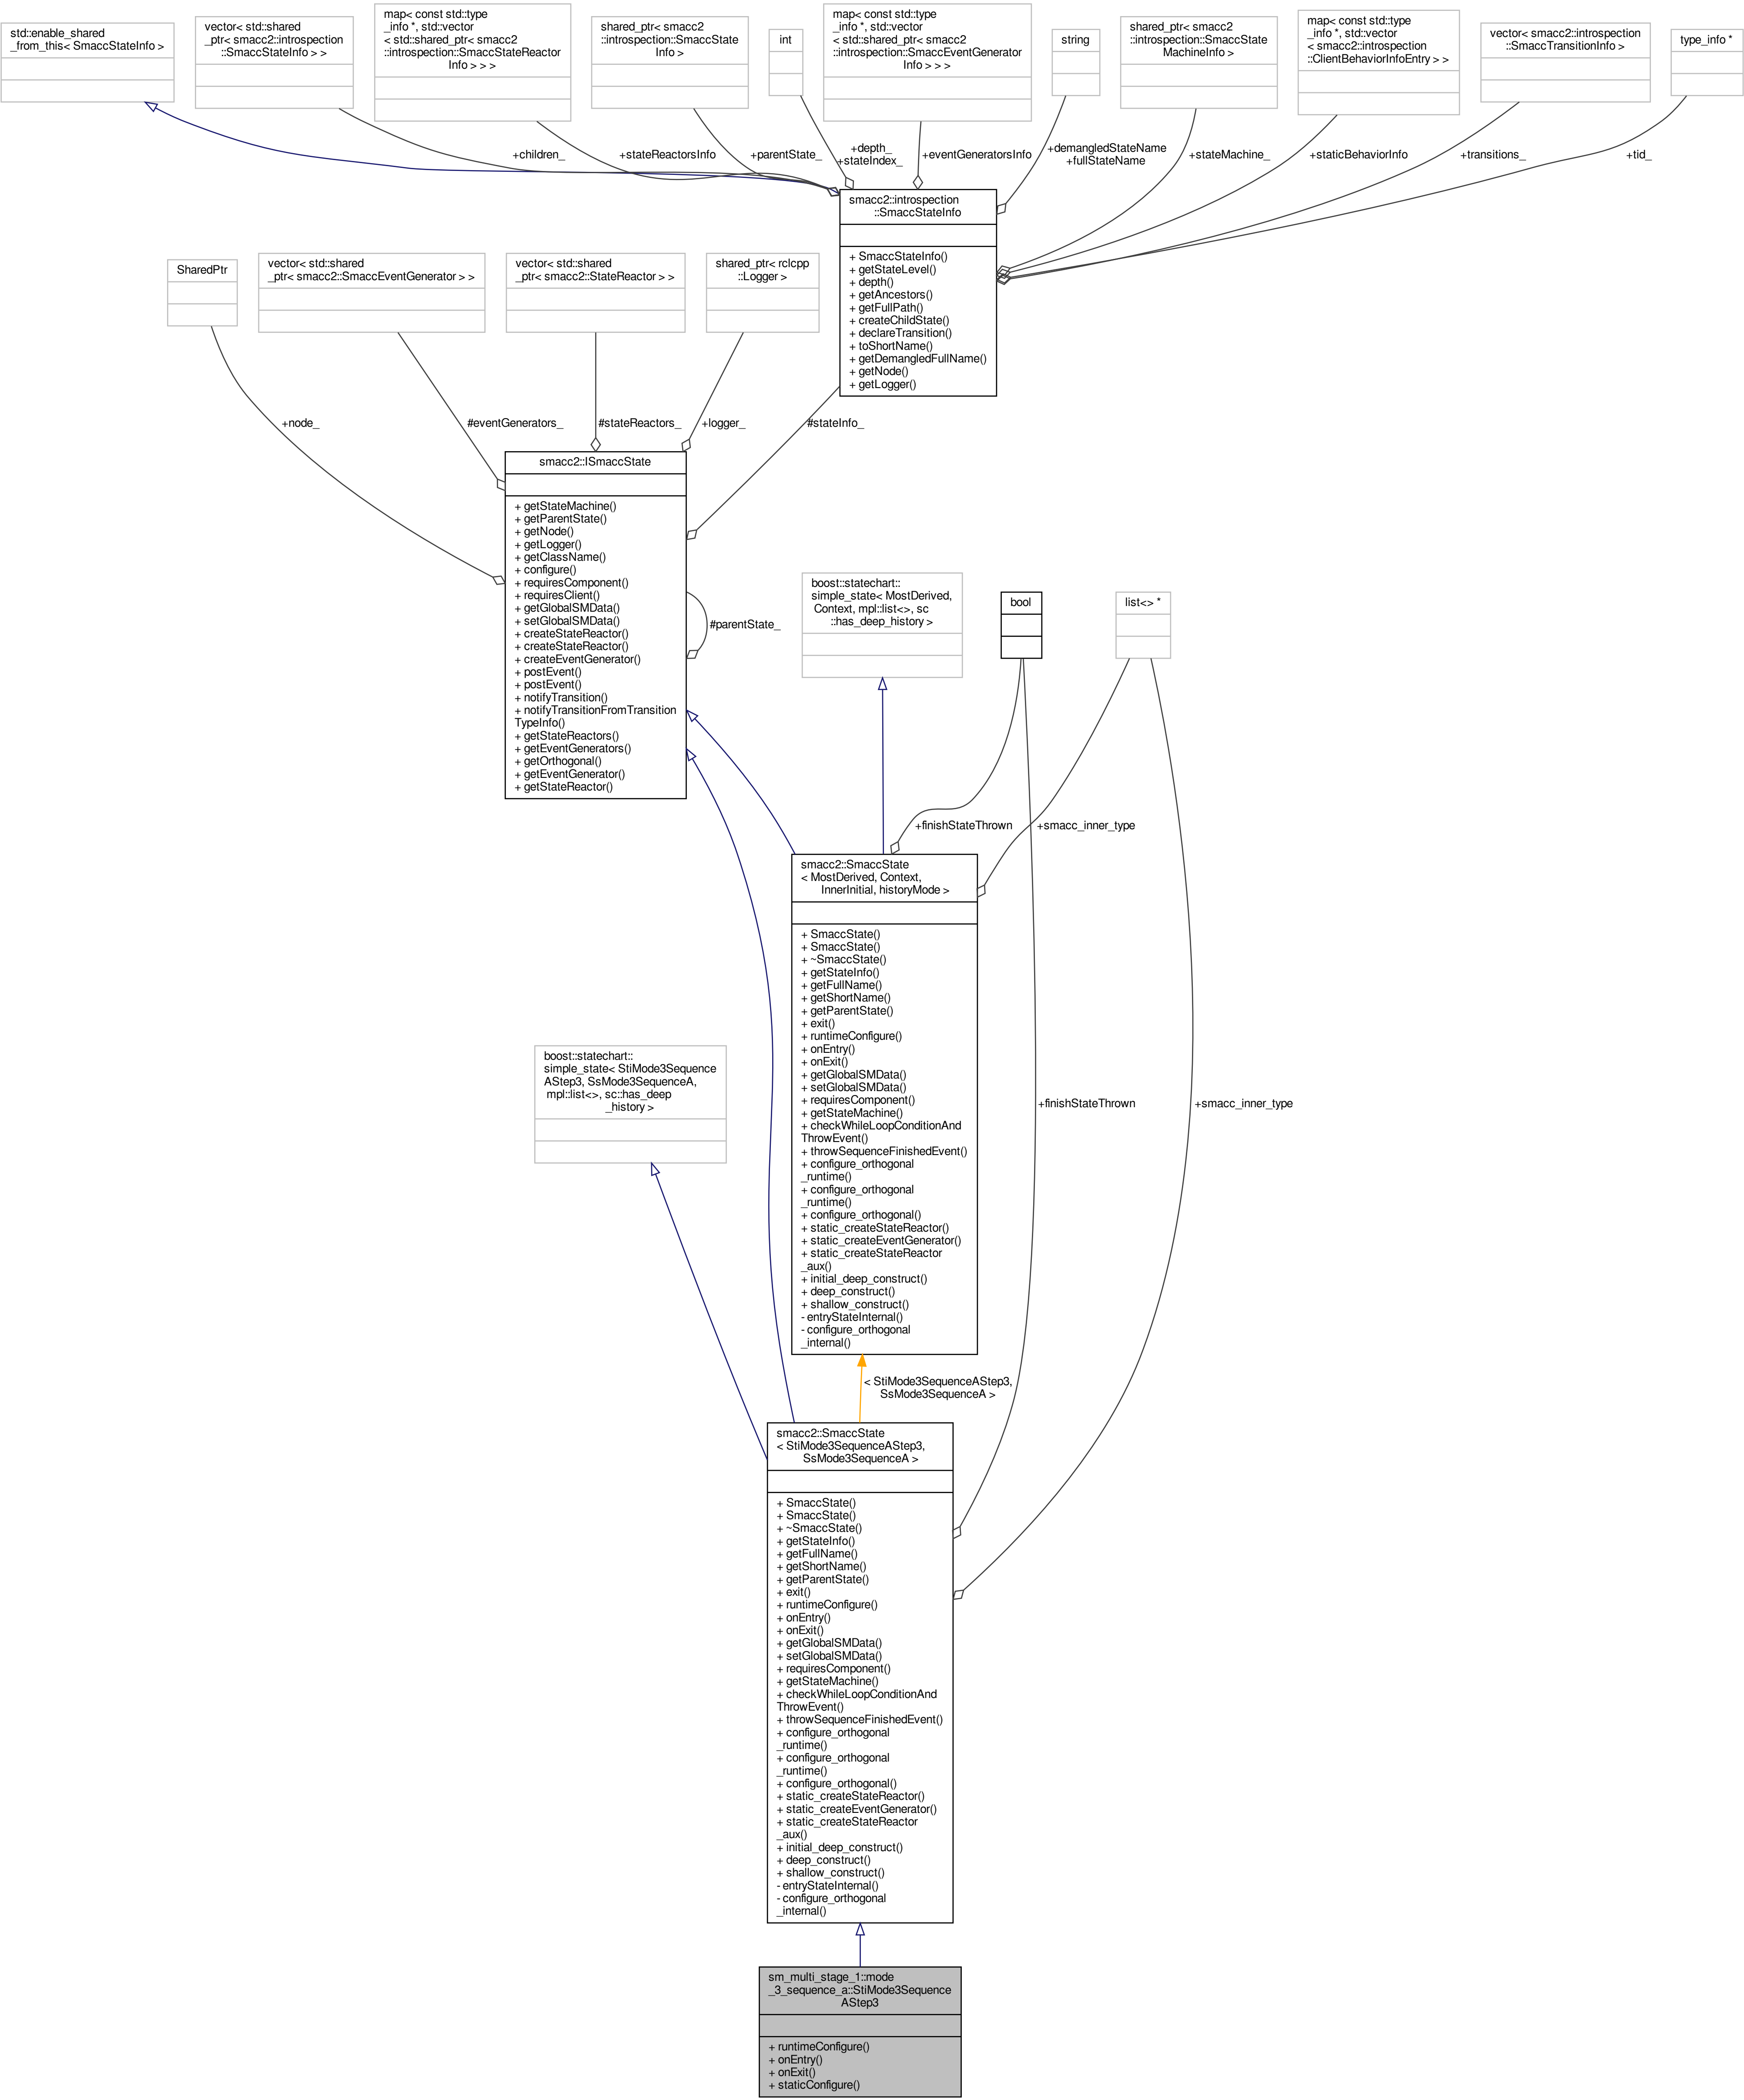 std::enable_shared
_from_this< SmaccStateInfo >
vector< std::shared
_ptr< smacc2::introspection
::SmaccStateInfo > >
map< const std::type
_info *, std::vector
< std::shared_ptr< smacc2
::introspection::SmaccStateReactor
Info > > >
shared_ptr< smacc2
::introspection::SmaccState
Info >
int
map< const std::type
_info *, std::vector
< std::shared_ptr< smacc2
::introspection::SmaccEventGenerator
Info > > >
string
shared_ptr< smacc2
::introspection::SmaccState
MachineInfo >
map< const std::type
_info *, std::vector
< smacc2::introspection
::ClientBehaviorInfoEntry > >
vector< smacc2::introspection
::SmaccTransitionInfo >
type_info *
+children_
+stateReactorsInfo
+parentState_
+depth_
+stateIndex_
+eventGeneratorsInfo
+demangledStateName
+fullStateName
+stateMachine_
+staticBehaviorInfo
+transitions_
+tid_
smacc2::introspection
::SmaccStateInfo
+ SmaccStateInfo()
+ getStateLevel()
+ depth()
+ getAncestors()
+ getFullPath()
+ createChildState()
+ declareTransition()
+ toShortName()
+ getDemangledFullName()
+ getNode()
+ getLogger()
SharedPtr
vector< std::shared
_ptr< smacc2::SmaccEventGenerator > >
vector< std::shared
_ptr< smacc2::StateReactor > >
shared_ptr< rclcpp
::Logger >
+node_
#eventGenerators_
#stateReactors_
+logger_
#stateInfo_
smacc2::ISmaccState
+ getStateMachine()
+ getParentState()
+ getNode()
+ getLogger()
+ getClassName()
+ configure()
+ requiresComponent()
+ requiresClient()
+ getGlobalSMData()
+ setGlobalSMData()
+ createStateReactor()
+ createStateReactor()
+ createEventGenerator()
+ postEvent()
+ postEvent()
+ notifyTransition()
+ notifyTransitionFromTransition
TypeInfo()
+ getStateReactors()
+ getEventGenerators()
+ getOrthogonal()
+ getEventGenerator()
+ getStateReactor()
#parentState_
boost::statechart::
simple_state< MostDerived,
Context, mpl::list<>, sc
::has_deep_history >
bool
list<> *
+finishStateThrown
+smacc_inner_type
smacc2::SmaccState
< MostDerived, Context,
InnerInitial, historyMode >
+ SmaccState()
+ SmaccState()
+ ~SmaccState()
+ getStateInfo()
+ getFullName()
+ getShortName()
+ getParentState()
+ exit()
+ runtimeConfigure()
+ onEntry()
+ onExit()
+ getGlobalSMData()
+ setGlobalSMData()
+ requiresComponent()
+ getStateMachine()
+ checkWhileLoopConditionAnd
ThrowEvent()
+ throwSequenceFinishedEvent()
+ configure_orthogonal
_runtime()
+ configure_orthogonal
_runtime()
+ configure_orthogonal()
+ static_createStateReactor()
+ static_createEventGenerator()
+ static_createStateReactor
_aux()
+ initial_deep_construct()
+ deep_construct()
+ shallow_construct()
- entryStateInternal()
- configure_orthogonal
_internal()
boost::statechart::
simple_state< StiMode3Sequence
AStep3, SsMode3SequenceA,
mpl::list<>, sc::has_deep
_history >
+finishStateThrown
+smacc_inner_type
< StiMode3SequenceAStep3,
SsMode3SequenceA >
smacc2::SmaccState
< StiMode3SequenceAStep3,
SsMode3SequenceA >
+ SmaccState()
+ SmaccState()
+ ~SmaccState()
+ getStateInfo()
+ getFullName()
+ getShortName()
+ getParentState()
+ exit()
+ runtimeConfigure()
+ onEntry()
+ onExit()
+ getGlobalSMData()
+ setGlobalSMData()
+ requiresComponent()
+ getStateMachine()
+ checkWhileLoopConditionAnd
ThrowEvent()
+ throwSequenceFinishedEvent()
+ configure_orthogonal
_runtime()
+ configure_orthogonal
_runtime()
+ configure_orthogonal()
+ static_createStateReactor()
+ static_createEventGenerator()
+ static_createStateReactor
_aux()
+ initial_deep_construct()
+ deep_construct()
+ shallow_construct()
- entryStateInternal()
- configure_orthogonal
_internal()
sm_multi_stage_1::mode
_3_sequence_a::StiMode3Sequence
AStep3
+ runtimeConfigure()
+ onEntry()
+ onExit()
+ staticConfigure()